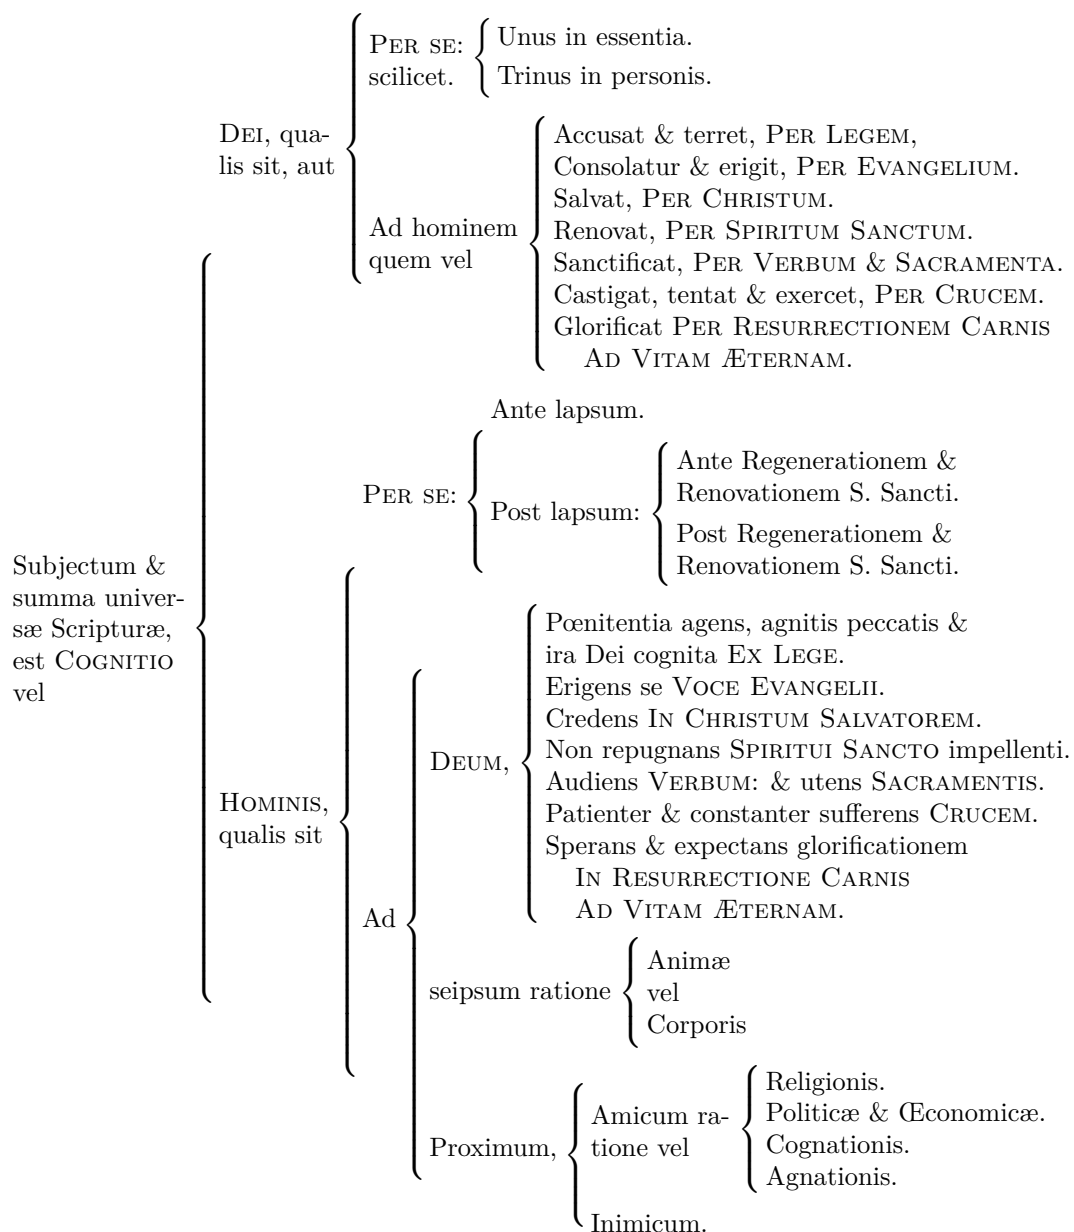 Subjectum &
summa univer-
sæ Scripturæ,
est COGNITIO
vel
DEI, qua-
lis sit, aut
PER SE:
scilicet.
Unus in essentia.
Trinus in personis.
Ad hominem
quem vel
Accusat & terret, PER LEGEM,
Consolatur & erigit, PER EVANGELIUM.
Salvat, PER CHRISTUM.
Renovat, PER SPIRITUM SANCTUM.
Sanctificat, PER VERBUM & SACRAMENTA.
Castigat, tentat & exercet, PER CRUCEM.
Glorificat PER RESURRECTIONEM CARNIS
AD VITAM ÆTERNAM.
HOMINIS,
qualis sit
PER SE:
Ante lapsum.
Post lapsum:
Ante Regenerationem &
Renovationem S. Sancti.
Post Regenerationem &
Renovationem S. Sancti.
Ad
DEUM,
Pœnitentia agens, agnitis peccatis &
ira Dei cognita EX LEGE.
Erigens se VOCE EVANGELII.
Credens IN CHRISTUM SALVATOREM.
Non repugnans SPIRITUI SANCTO impellenti.
Audiens VERBUM: & utens SACRAMENTIS.
Patienter & constanter sufferens CRUCEM.
Sperans & expectans glorificationem
IN RESURRECTIONE CARNIS
AD VITAM ÆTERNAM.
seipsum ratione
Animæ
vel
Corporis
Proximum,
Amicum ra-
tione vel
Religionis.
Politicæ & Œconomicæ.
Cognationis.
Agnationis.
Inimicum.